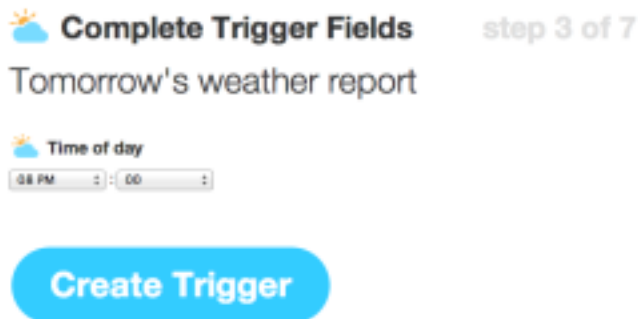 Complete Trigger Fields step 3 of 7
Tomorrow's weather report
Time of day
08 PM : 00
Create Trigger